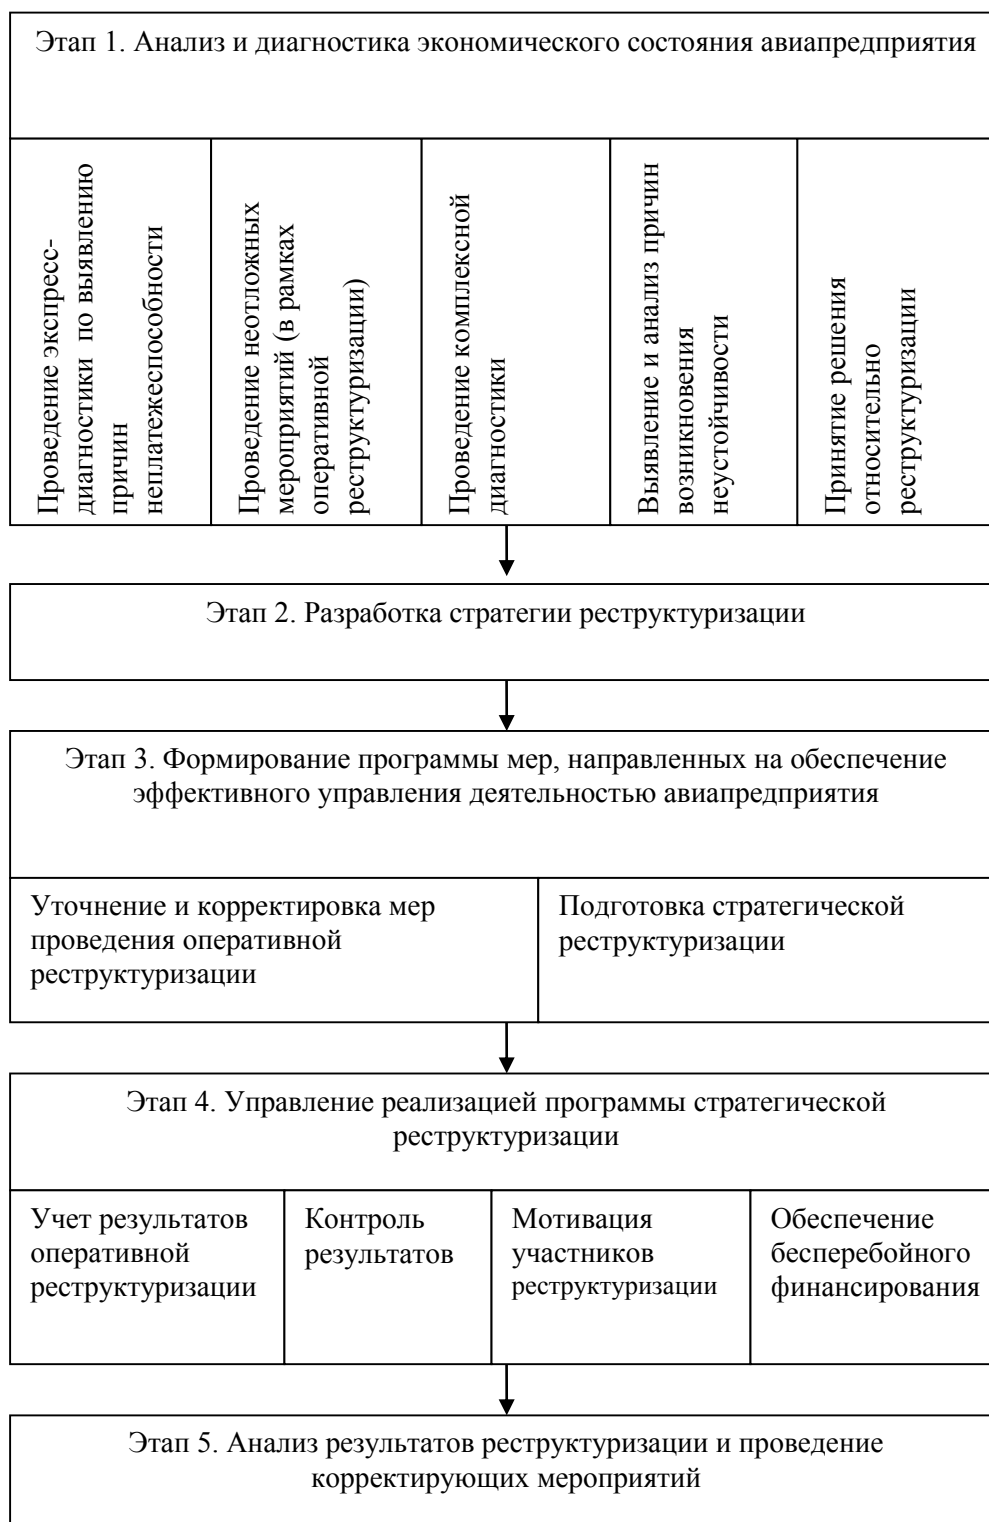 Этап 1. Анализ и диагностика экономического состояния авиапредприятия
Проведение экспресс-
диагностики по выявлению
причин
неплатежеспособности
Проведение неотложных
мероприятий (в рамках
оперативной
реструктуризации)
Проведение комплексной
диагностики
Выявление и анализ причин
возникновения
неустойчивости
Принятие решения
относительно
реструктуризации
Этап 2. Разработка стратегии реструктуризации
Этап 3. Формирование программы мер, направленных на обеспечение
эффективного управления деятельностью авиапредприятия
Уточнение и корректировка мер
проведения оперативной
реструктуризации
Подготовка стратегической
реструктуризации
Этап 4. Управление реализацией программы стратегической
реструктуризации
Учет результатов
оперативной
реструктуризации
Контроль
результатов
Мотивация
участников
реструктуризации
Обеспечение
бесперебойного
финансирования
Этап 5. Анализ результатов реструктуризации и проведение
корректирующих мероприятий